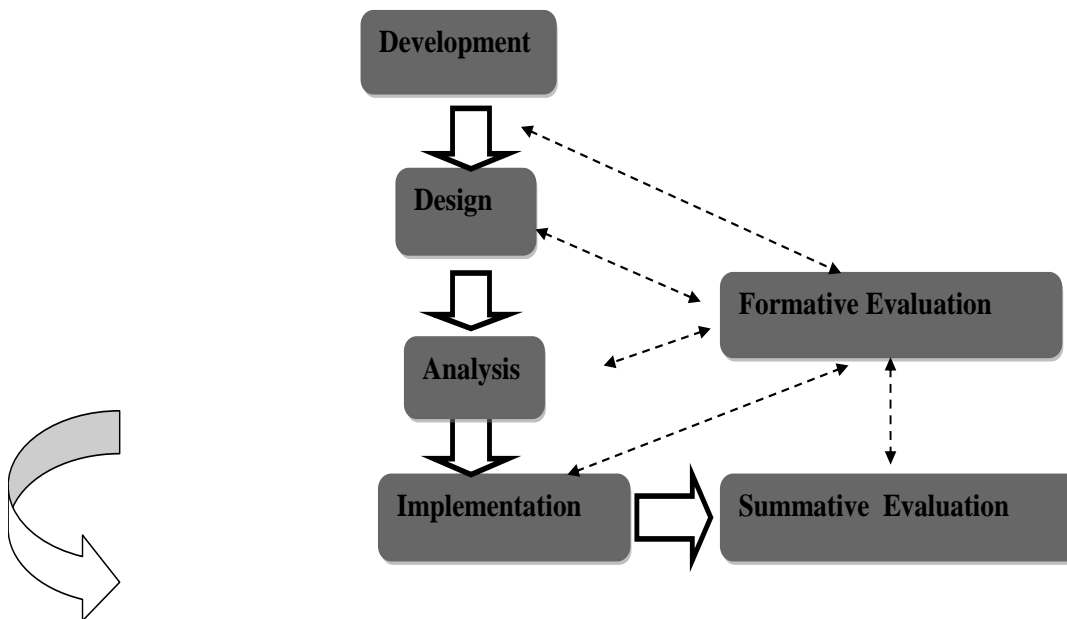 Development
Design
Formative Evaluation
Analysis
Implementation
Summative Evaluation